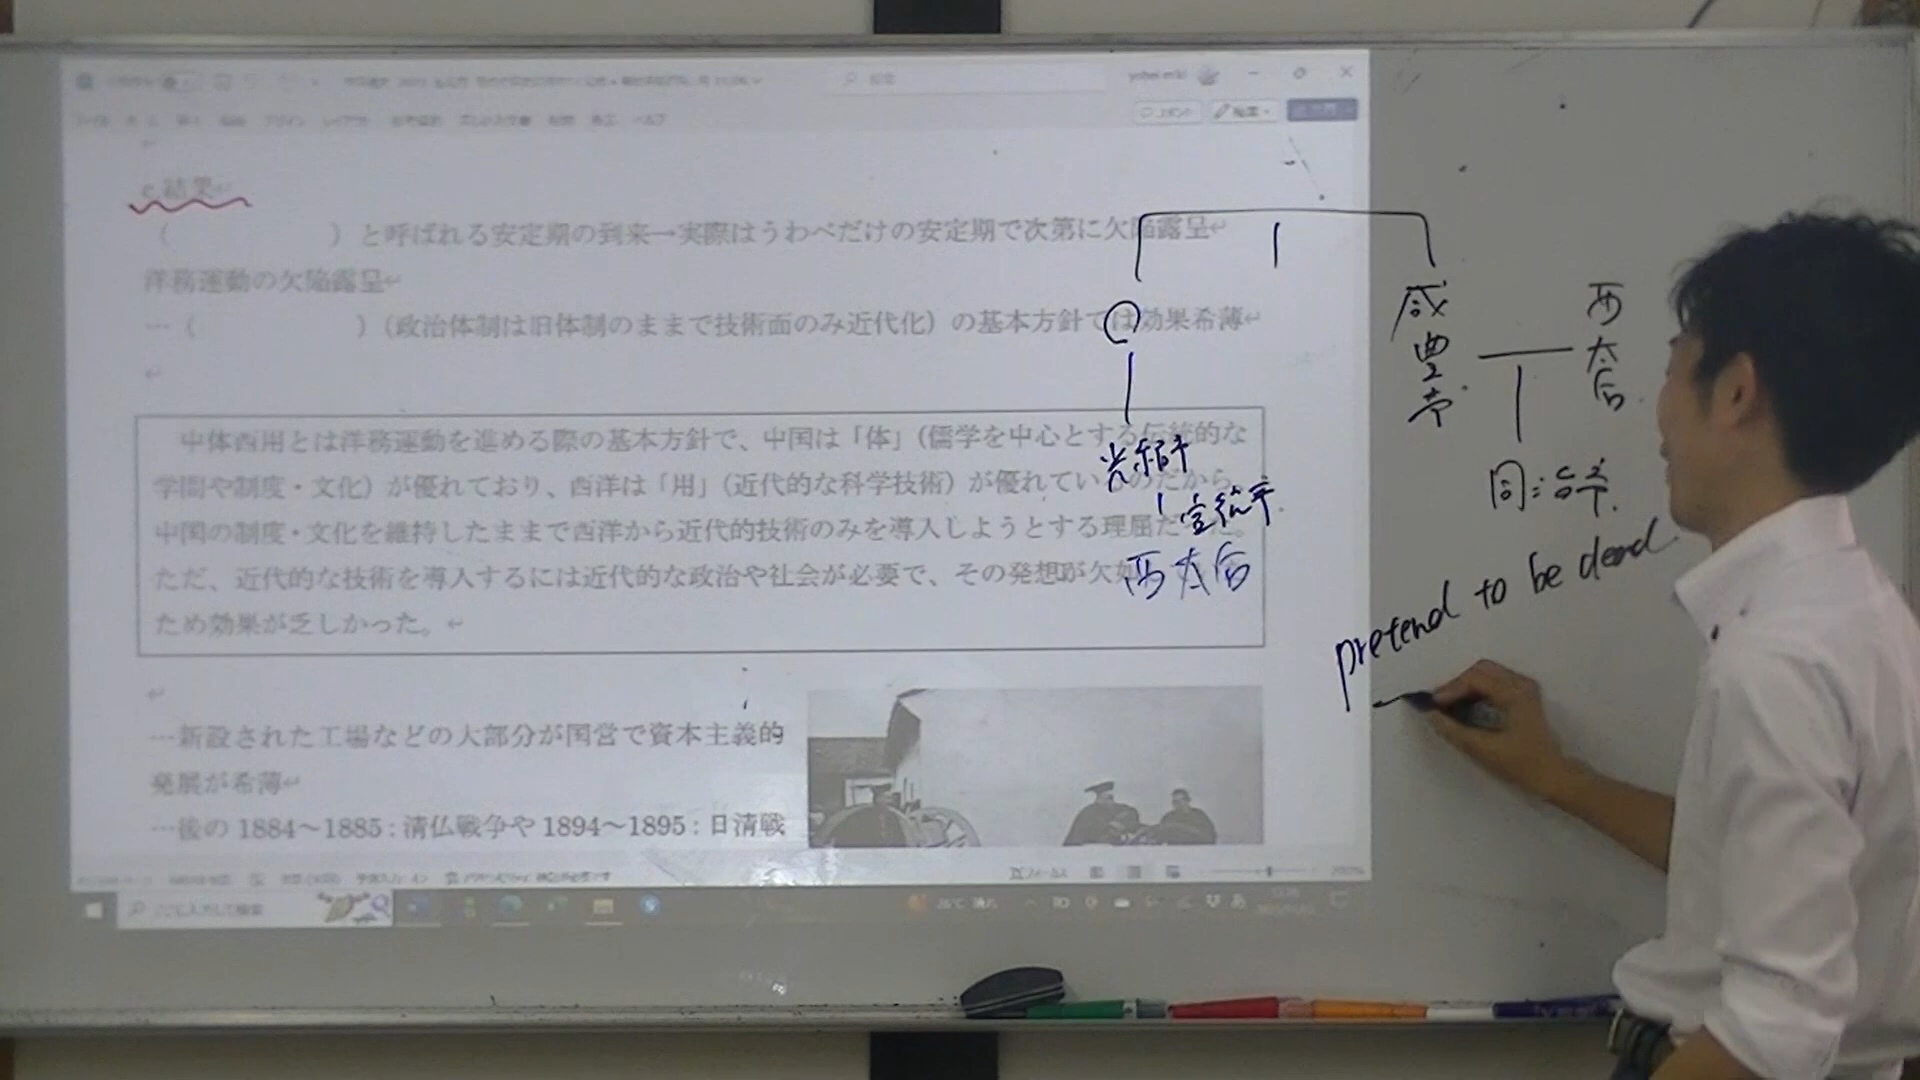 yohei miki
c.結果
（　　　　　）と呼ばれる安定期の到来→実際はうわべだけの安定期で次第に欠陥露呈
洋務運動の欠陥露呈
…（　　　　　）（政治体制は旧体制のままで技術面のみ近代化）の基本方針では効果希薄
中体西用とは洋務運動を進める際の基本方針で、中国は「体」（儒学を中心とする伝統的な
学問や制度・文化）が優れており、西洋は「用」（近代的な科学技術）が優れているのだから、
中国の制度・文化を維持したままで西洋から近代的技術のみを導入しようとする理屈だった。
ただ、近代的な技術を導入するには近代的な政治や社会が必要で、その発想が欠如
ため効果が乏しかった。
…新設された工場などの大部分が国営で資本主義的
発展が希薄
…後の1884～1885：清仏戦争や1894～1895：日清戦
ここに入力して検索
咸豊帝
西太后
同治帝
光緒帝
宣統帝
西太后
pretend to be dead